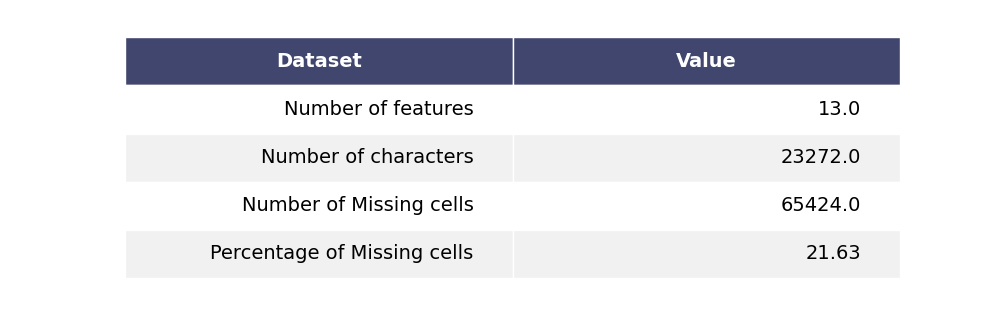 Dataset Value
Number of features 13.0
Number of characters 23272.0
Number of Missing cells 65424.0
Percentage of Missing cells 21.63